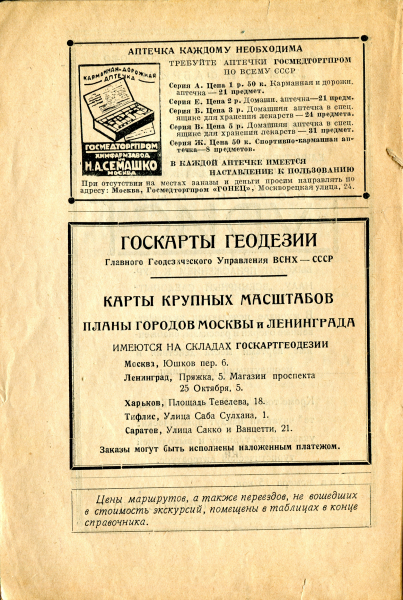 АПТЕЧКА КАЖДОМУ НЕОБХОДИМА
КАРМАННАЯ-ДОРОЖНАЯ
АПТЕЧКА
ГОСМЕДТОРГПРОМ
ХИМФАРМЗАВОД
им.
Н.А.СЕМАШКО
МОСКВА
ТРЕБУЙТЕ АПТЕЧКИ ГОСМЕДТОРГПРОМ
ПО ВСЕМУ СССР
Серия А. Цена 1 р. 50 к. Карманная и дорожн.
аптечка — 21 предмет.
Серия Е. Цена 2 р. Домашн. аптечка—21 предм.
Серия Б. Цена 3 р. Домашняя аптечка в спец.
ящике для хранения лекарств — 24 предмета.
Серия В. Цена 5 р. Домашняя аптечка в спец.
ящике для хранения лекарств — 31 предмет.
Серия Ж. Цена 50 к. Спортивно-карманная ап-
течка—8 предметов.
В КАЖДОЙ АПТЕЧКЕ ИМЕЕТСЯ
НАСТАВЛЕНИЕ К ПОЛЬЗОВАНИЮ
При отсутствии на местах заказы и деньги просим направлять по
адресу: Москва, Госмедторгпром «ГОНЕЦ», Москворецкая улица, 24.
ГОСКАРТЫ ГЕОДЕЗИИ
Главного Геодезического Управления ВСНХ — СССР
КАРТЫ КРУПНЫХ МАСШТАБОВ
ПЛАНЫ ГОРОДОВ МОСКВЫ и ЛЕНИНГРАДА
ИМЕЮТСЯ НА СКЛАДАХ ГОСКАРТГЕОДЕЗИИ
Москва, Юшков пер. 6.
Ленинград, Пряжка, 5. Магазин проспекта
25 Октября, 5.
Харьков, Площадь Тевелева, 18.
Тифлис, Улица Саба Сулхана, 1.
Саратов, Улица Сакко и Ванцетти, 21.
Заказы могут быть исполнены наложенным платежом.
Цены маршрутов, а также переездов, не вошедших
в стоимость экскурсий, помещены в таблицах в конце
справочника.